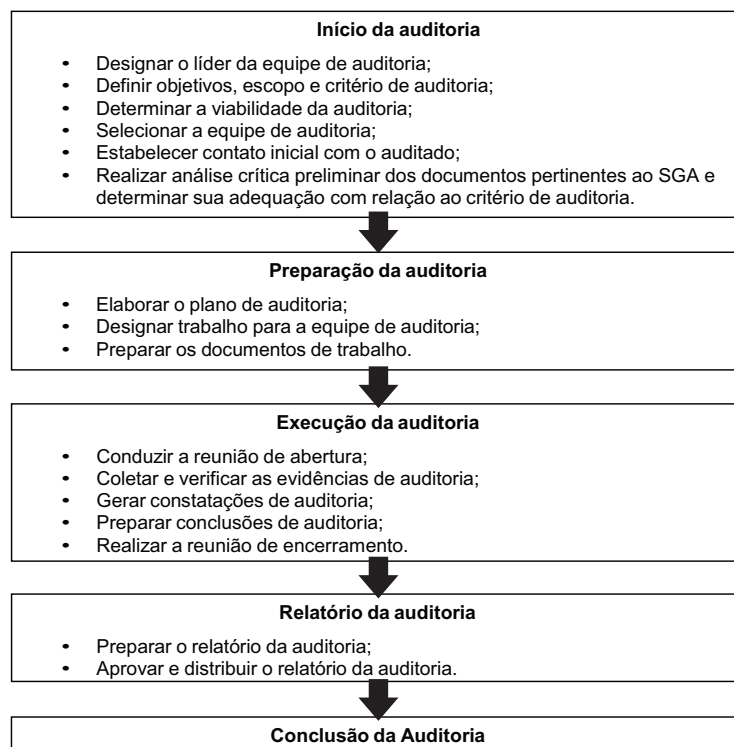 Início da auditoria
• Designar o líder da equipe de auditoria;
• Definir objetivos, escopo e critério de auditoria;
• Determinar a viabilidade da auditoria;
• Selecionar a equipe de auditoria;
• Estabelecer contato inicial com o auditado;
• Realizar análise crítica preliminar dos documentos pertinentes ao SGA e
determinar sua adequação com relação ao critério de auditoria.
Preparação da auditoria
• Elaborar o plano de auditoria;
• Designar trabalho para a equipe de auditoria;
• Preparar os documentos de trabalho.
Execução da auditoria
• Conduzir a reunião de abertura;
• Coletar e verificar as evidências de auditoria;
• Gerar constatações de auditoria;
• Preparar conclusões de auditoria;
• Realizar a reunião de encerramento.
Relatório da auditoria
• Preparar o relatório da auditoria;
• Aprovar e distribuir o relatório da auditoria.
Conclusão da Auditoria